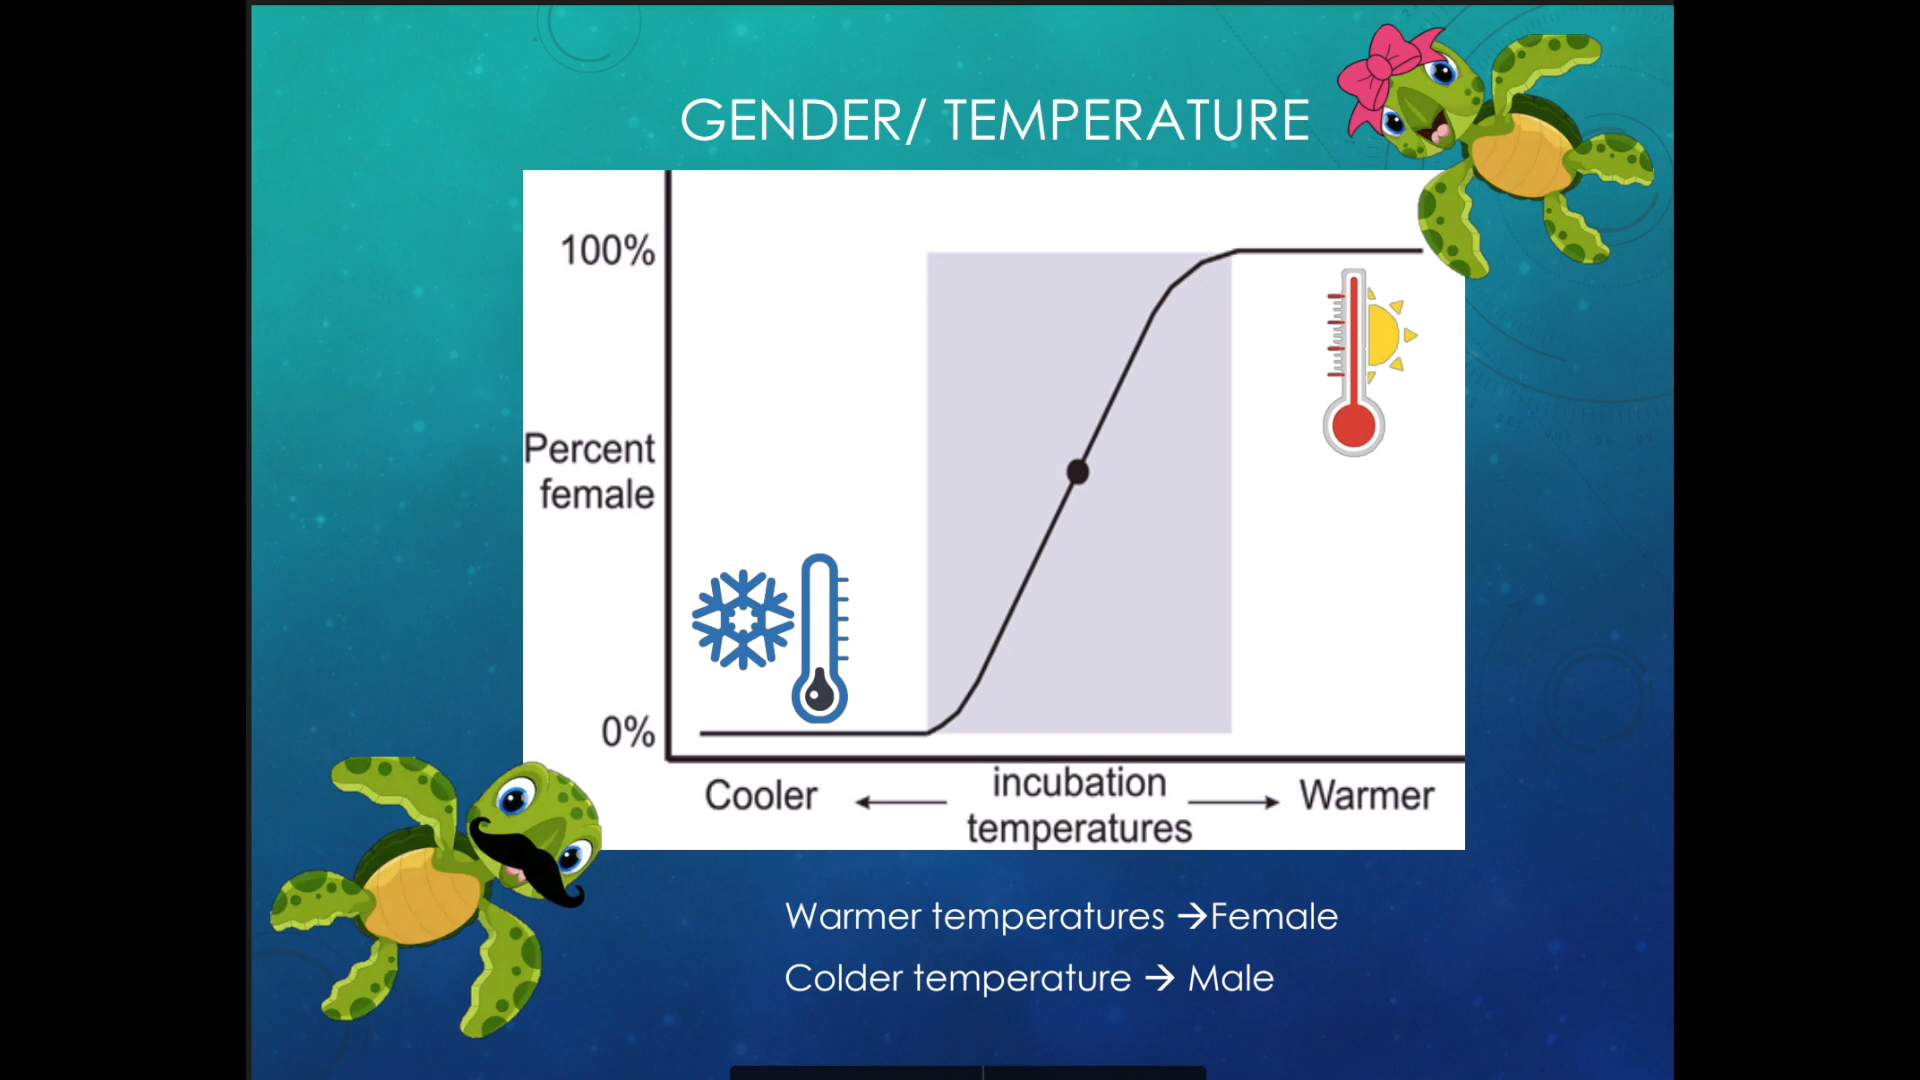 GENDER/ TEMPERATURE
100%
Percent
female
0%
Cooler
incubation
temperatures
Warmer
Warmer temperatures →Female
Colder temperature → Male